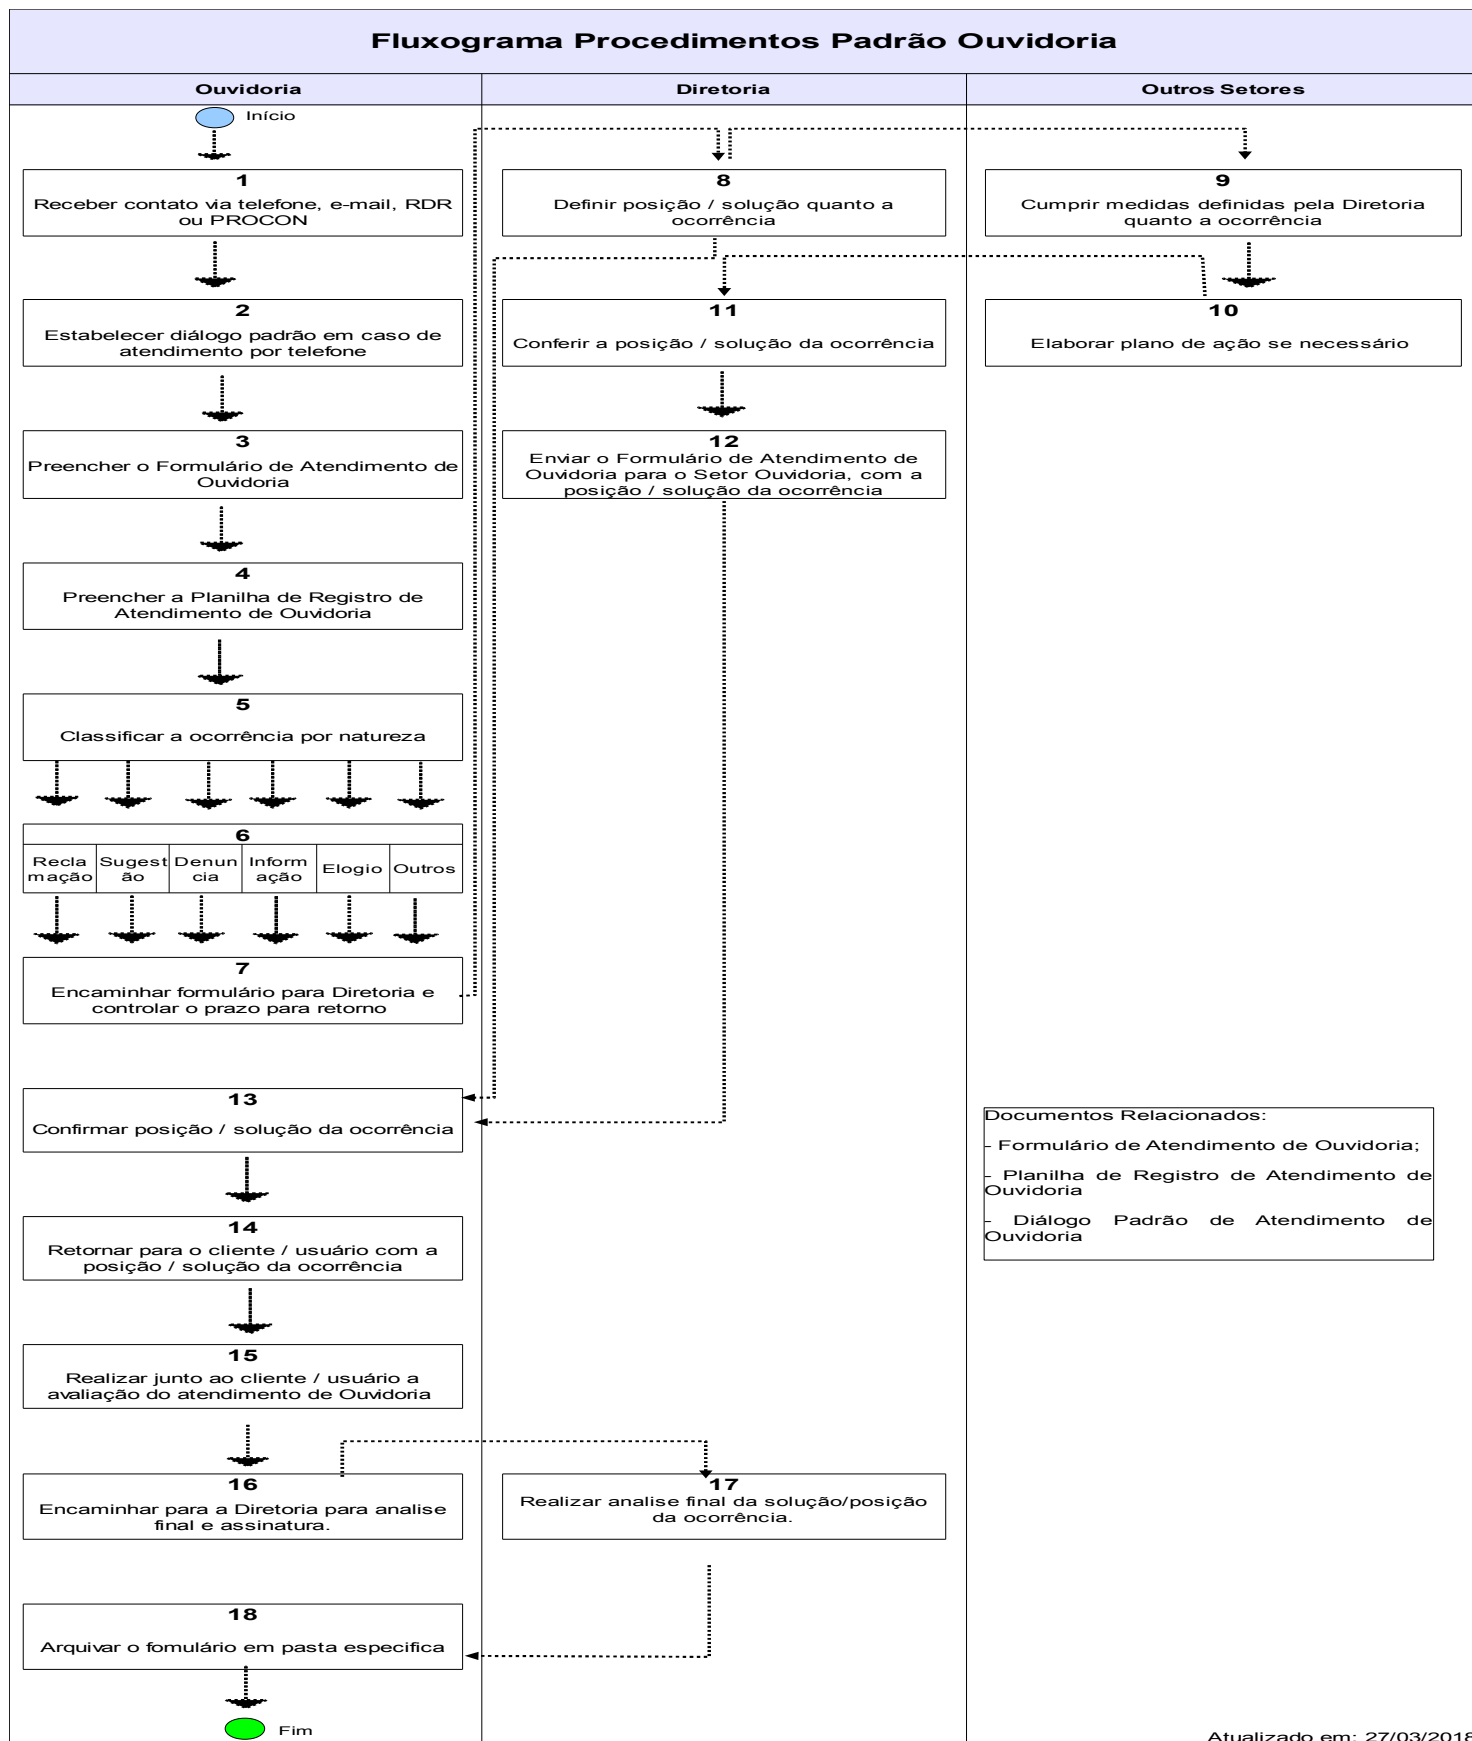 Fluxograma Procedimentos Padrão Ouvidoria
Ouvidoria
Diretoria
Outros Setores
Início
1
Receber contato via telefone, e-mail, RDR
ou PROCON
8
Definir posição / solução quanto a
ocorrência
9
Cumprir medidas definidas pela Diretoria
quanto a ocorrência
2
Estabelecer diálogo padrão em caso de
atendimento por telefone
11
Conferir a posição / solução da ocorrência
10
Elaborar plano de ação se necessário
3
Preencher o Formulário de Atendimento de
Ouvidoria
12
Enviar o Formulário de Atendimento de
Ouvidoria para o Setor Ouvidoria, com a
posição / solução da ocorrência
4
Preencher a Planilha de Registro de
Atendimento de Ouvidoria
5
Classificar a ocorrência por natureza
6
Recla
mação
Sugest
ão
Denun
cia
Inform
ação
Elogio
Outros
7
Encaminhar formulário para Diretoria e
controlar o prazo para retorno
13
Confirmar posição / solução da ocorrência
Documentos Relacionados:
- Formulário de Atendimento de Ouvidoria;
- Planilha de Registro de Atendimento de
Ouvidoria
- Diálogo Padrão de Atendimento de
Ouvidoria
14
Retornar para o cliente / usuário com a
posição / solução da ocorrência
15
Realizar junto ao cliente / usuário a
avaliação do atendimento de Ouvidoria
16
Encaminhar para a Diretoria para analise
final e assinatura.
17
Realizar analise final da solução/posição
da ocorrência.
18
Arquivar o fomulário em pasta especifica
Fim
Atualizado em: 27/03/2018